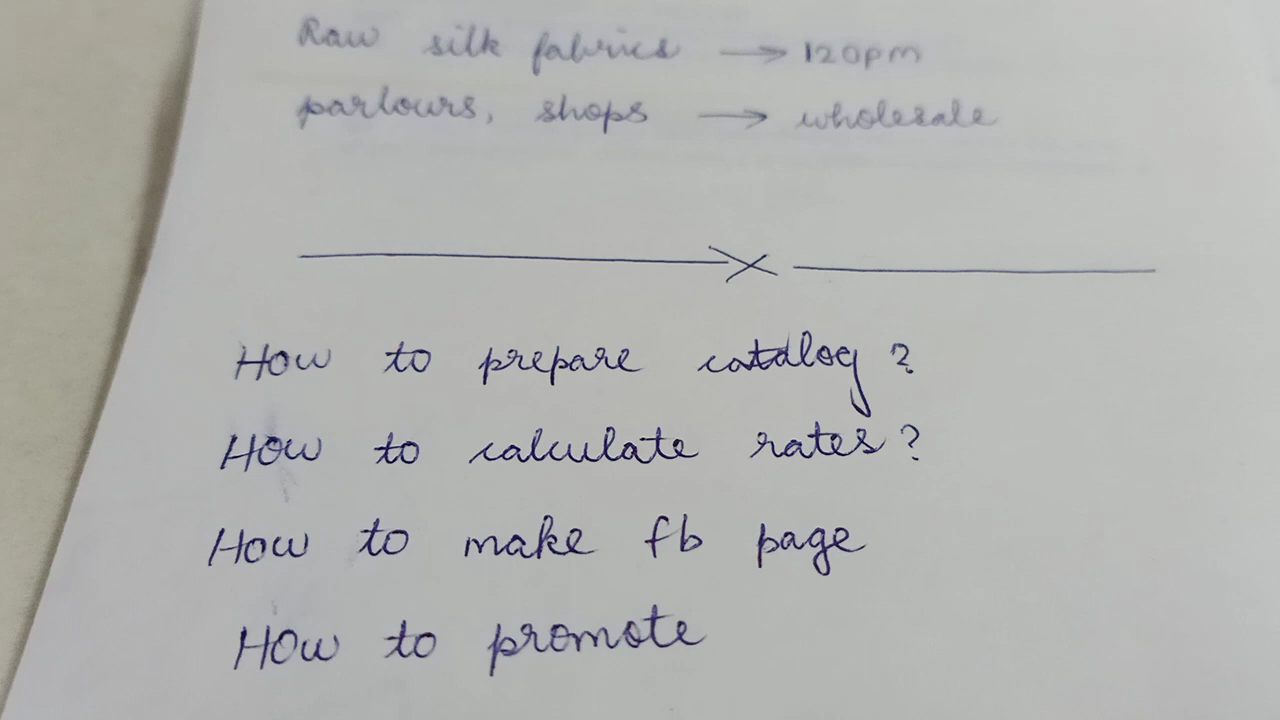 Raw silk fabrics → 120pm
parlours, shops → wholesale
How to prepare catalog ?
How to calculate rates ?
How to make fb page
How to promote